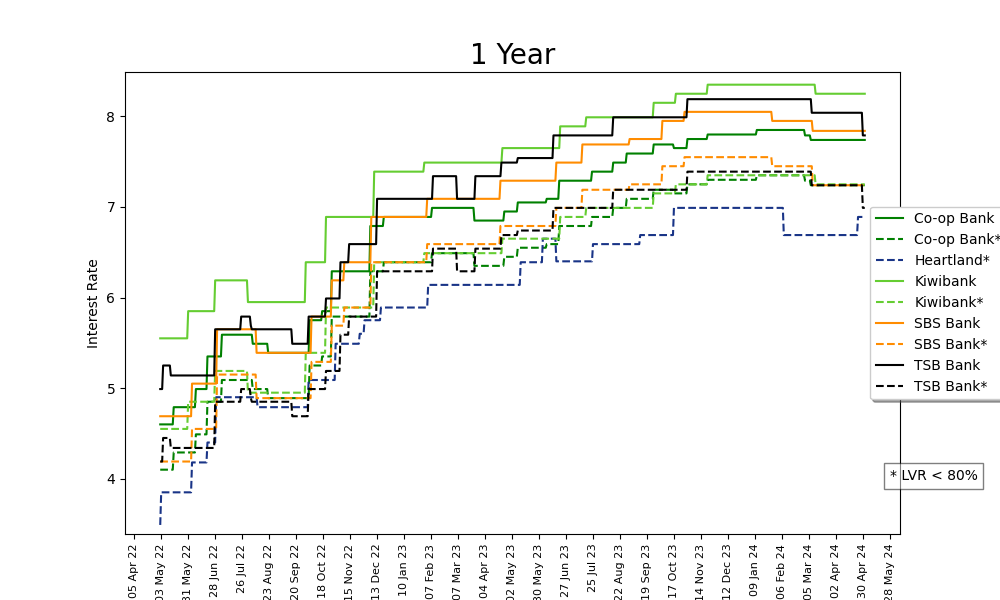 1 Year
Interest Rate
8
7
6
5
4
05 Apr 22
03 May 22
31 May 22
28 Jun 22
26 Jul 22
23 Aug 22
20 Sep 22
18 Oct 22
15 Nov 22
13 Dec 22
10 Jan 23
07 Feb 23
07 Mar 23
04 Apr 23
02 May 23
30 May 23
27 Jun 23
25 Jul 23
22 Aug 23
19 Sep 23
17 Oct 23
14 Nov 23
12 Dec 23
09 Jan 24
06 Feb 24
05 Mar 24
02 Apr 24
30 Apr 24
28 May 24
Co-op Bank
Co-op Bank*
Heartland*
Kiwibank
Kiwibank*
SBS Bank
SBS Bank*
TSB Bank
TSB Bank*
* LVR < 80%